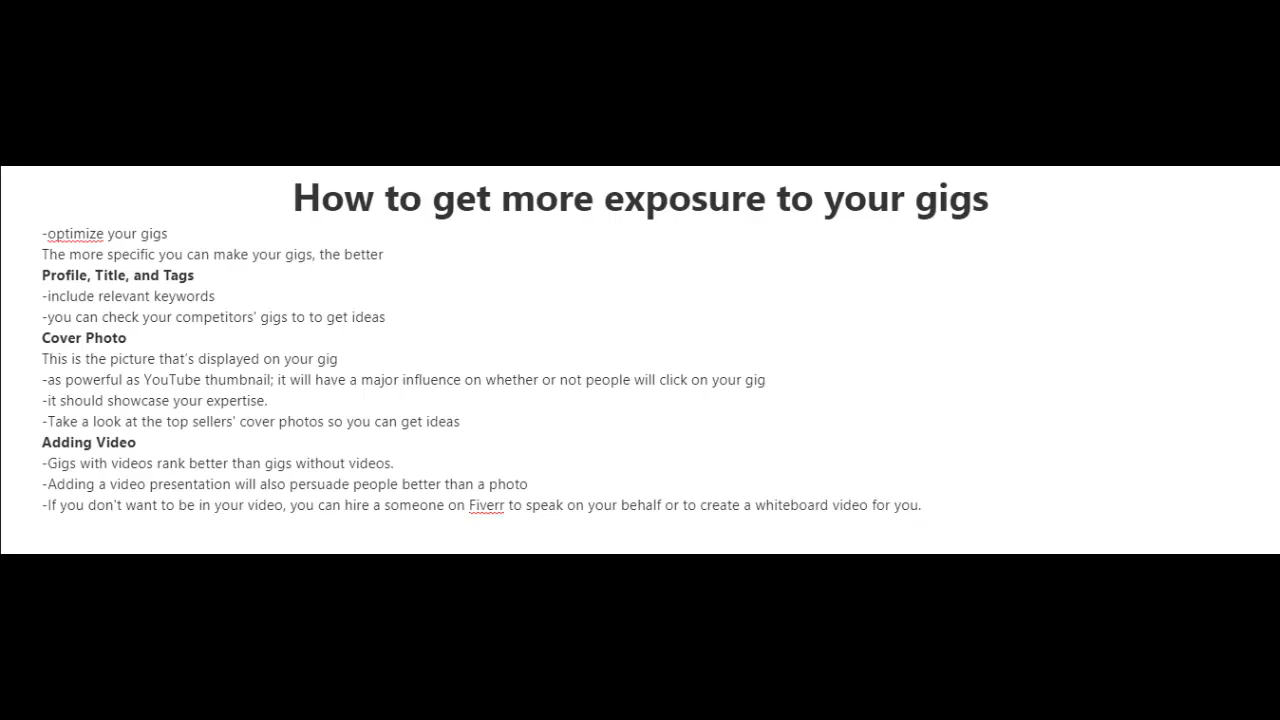 How to get more exposure to your gigs
-optimize your gigs
The more specific you can make your gigs, the better
Profile, Title, and Tags
-include relevant keywords
-you can check your competitors' gigs to to get ideas
Cover Photo
This is the picture that's displayed on your gig
-as powerful as YouTube thumbnail; it will have a major influence on whether or not people will click on your gig
-it should showcase your expertise.
-Take a look at the top sellers' cover photos so you can get ideas
Adding Video
-Gigs with videos rank better than gigs without videos.
-Adding a video presentation will also persuade people better than a photo
-If you don't want to be in your video, you can hire a someone on Fiverr to speak on your behalf or to create a whiteboard video for you.